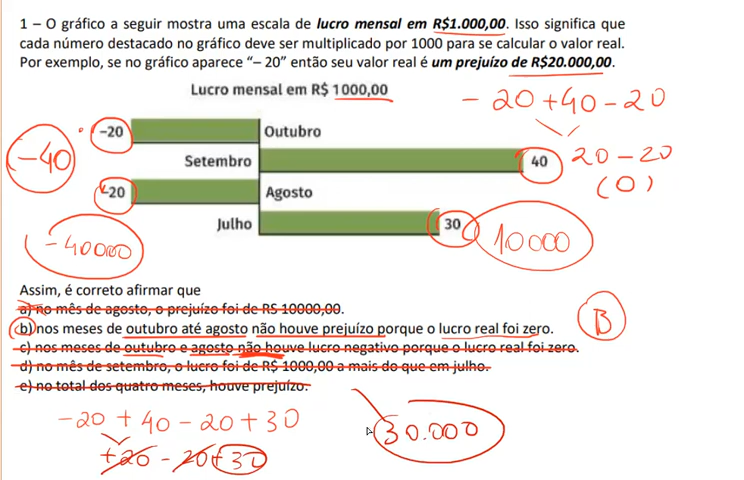 1 – O gráfico a seguir mostra uma escala de lucro mensal em R$1.000,00. Isso significa que
cada número destacado no gráfico deve ser multiplicado por 1000 para se calcular o valor real.
Por exemplo, se no gráfico aparece “– 20” então seu valor real é um prejuízo de R$20.000,00.
Lucro mensal em R$ 1000,00
- 20 + 40 - 20
-20 Outubro
-40
Setembro 40
20 - 20
(0)
-20 Agosto
Julho 30
-40000
10000
Assim, é correto afirmar que
a) no mês de agosto, o prejuízo foi de R$ 10000,00.
b) nos meses de outubro até agosto não houve prejuízo porque o lucro real foi zero.
B
c) nos meses de outubro e agosto não houve lucro negativo porque o lucro real foi zero.
d) no mês de setembro, o lucro foi de R$ 1000,00 a mais do que em julho.
e) no total dos quatro meses, houve prejuízo.
-20 + 40 - 20 + 30
+20 - 20 + 30
30.000